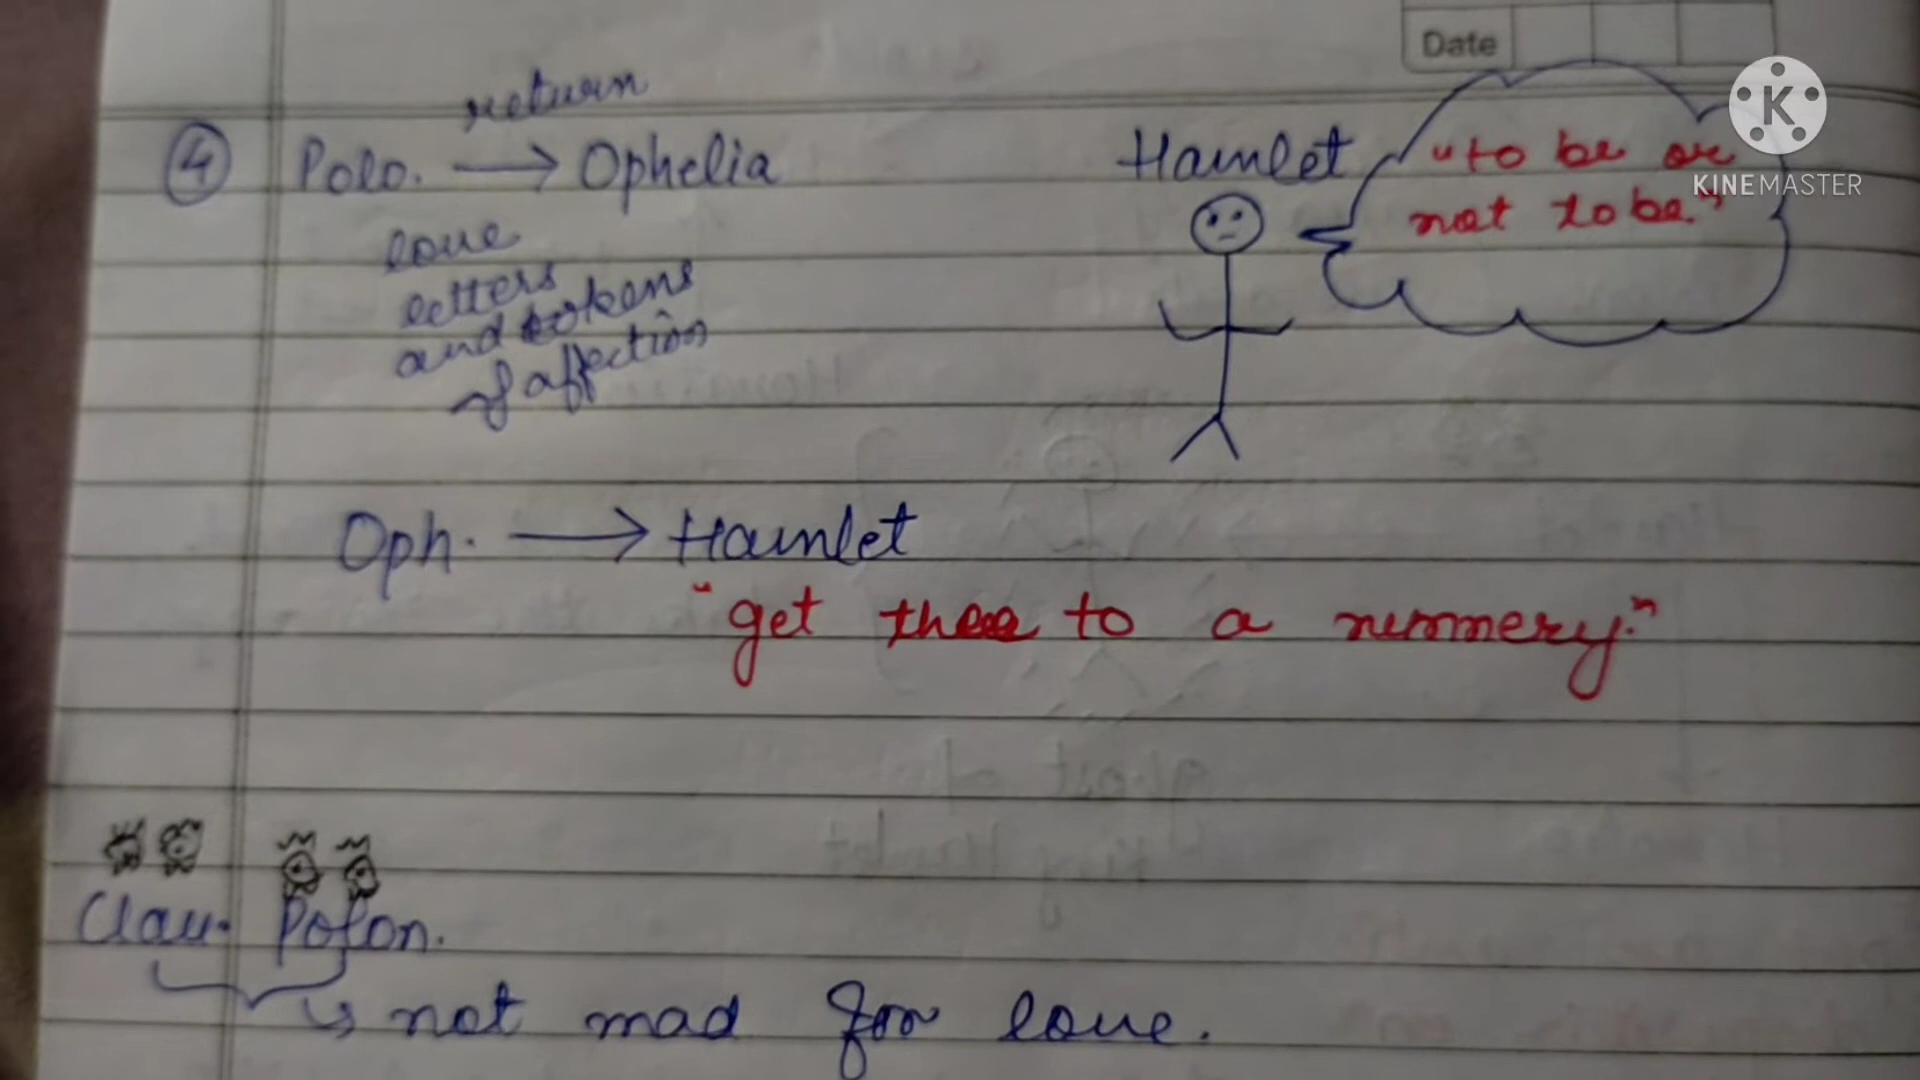 Date
KINEMASTER
④ Polo. return → Ophelia
love
letters
and tokens
of affection
Hamlet
"to be or
not to be."
Oph. → Hamlet
"get thee to a nunnery."
Clau. Polon.
↳ not mad for love.